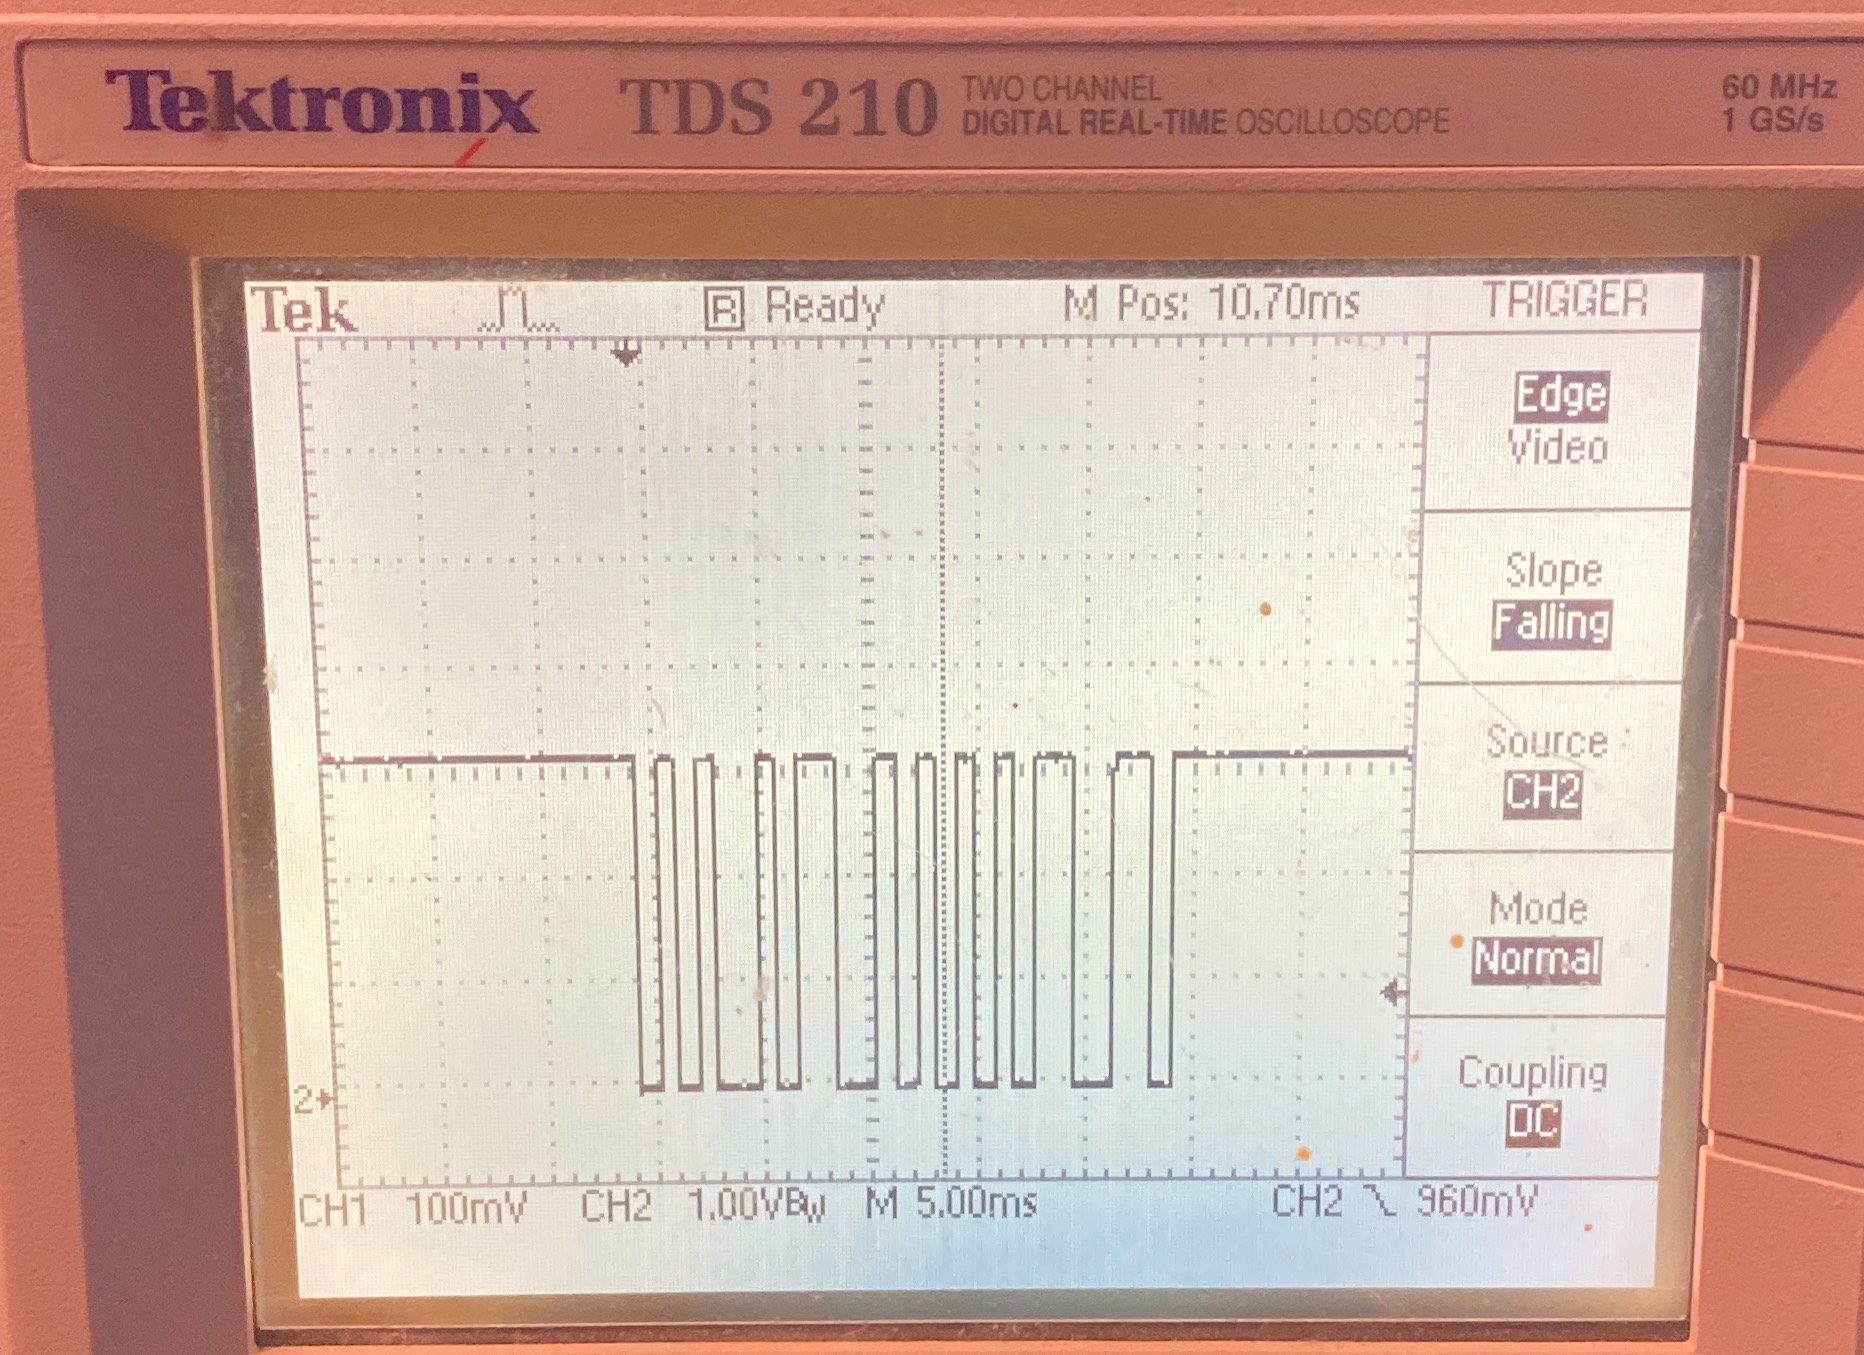 Tektronix TDS 210 TWO CHANNEL
DIGITAL REAL-TIME OSCILLOSCOPE
60 MHz
1 GS/s
Tek R Ready M Pos: 10.70ms TRIGGER
Edge
Video
Slope
Falling
Source
CH2
Mode
Normal
Coupling
DC
2
CH1 100mV CH2 1.00VBW M 5.00ms CH2 960mV